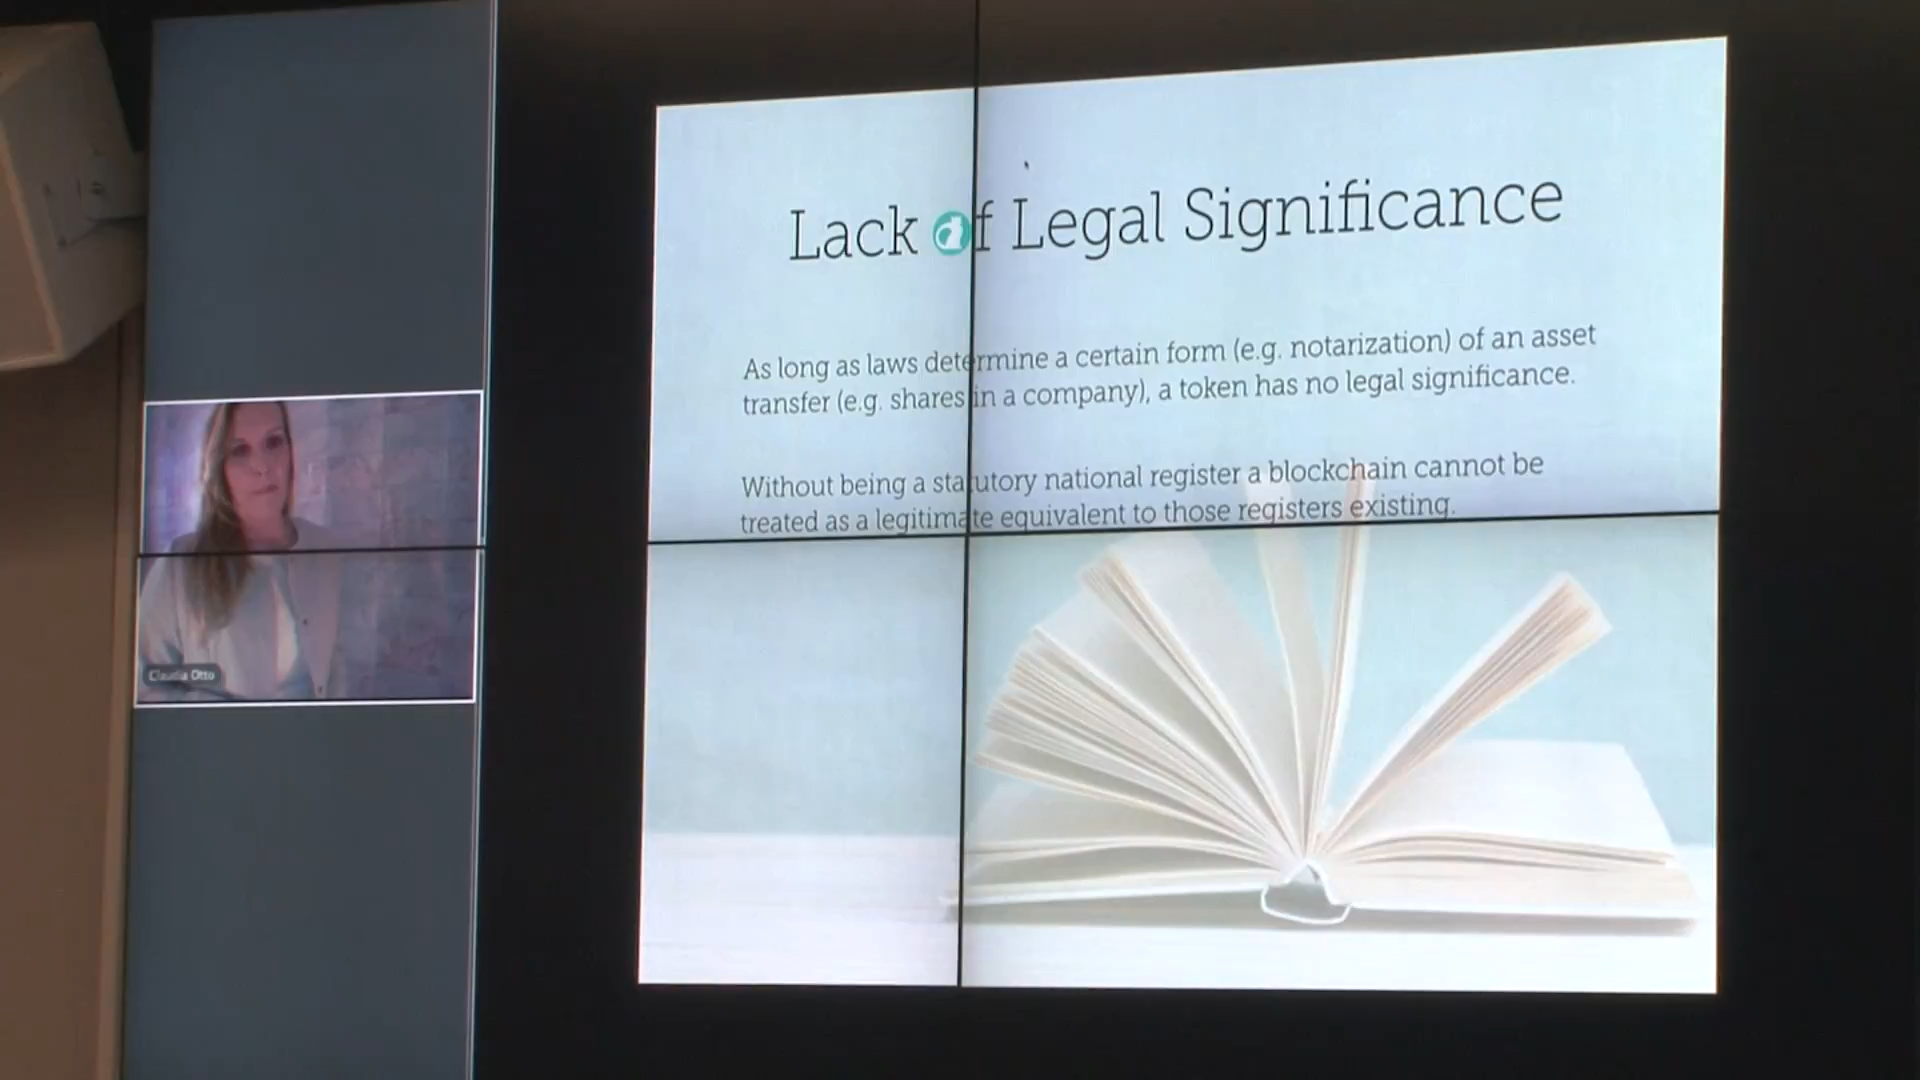 Lack of Legal Significance
As long as laws determine a certain form (e.g. notarization) of an asset
transfer (e.g. shares in a company), a token has no legal significance.
Without being a statutory national register a blockchain cannot be
treated as a legitimate equivalent to those registers existing.
Claudia Otto